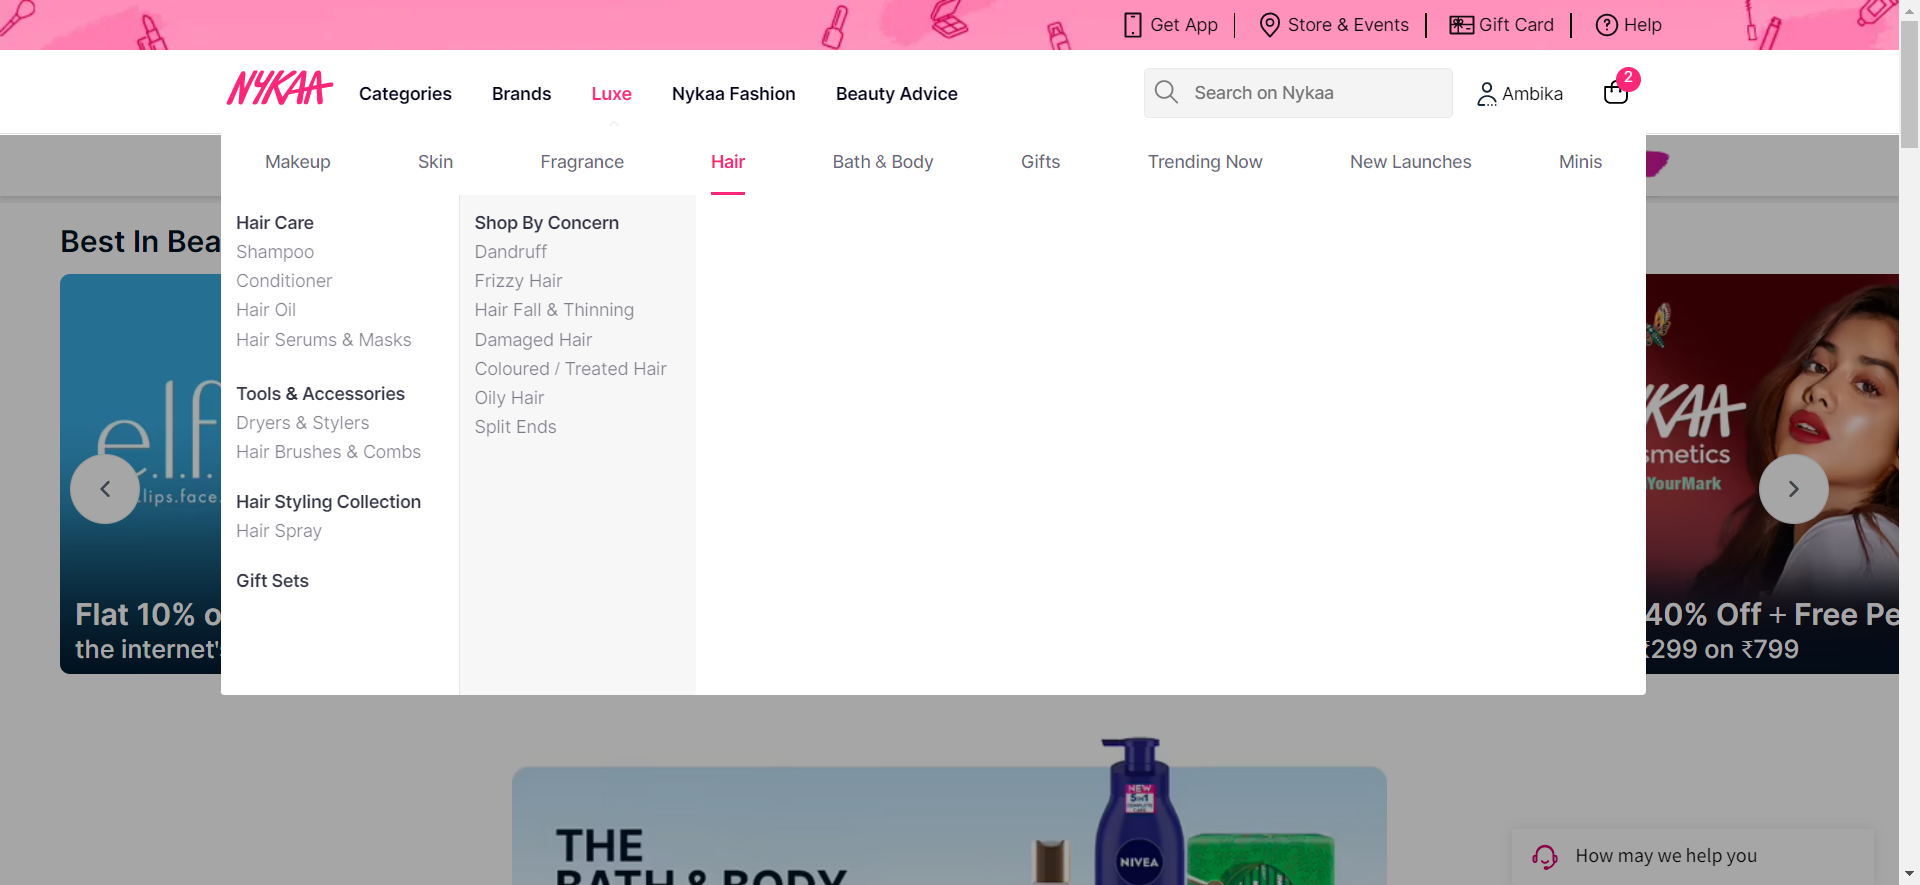 Get App
Store & Events
Gift Card
Help
NYKAA
Categories
Brands
Luxe
Nykaa Fashion
Beauty Advice
Search on Nykaa
Ambika
2
Makeup
Skin
Fragrance
Hair
Bath & Body
Gifts
Trending Now
New Launches
Minis
Hair Care
Shampoo
Conditioner
Hair Oil
Hair Serums & Masks
Tools & Accessories
Dryers & Stylers
Hair Brushes & Combs
Hair Styling Collection
Hair Spray
Gift Sets
Shop By Concern
Dandruff
Frizzy Hair
Hair Fall & Thinning
Damaged Hair
Coloured / Treated Hair
Oily Hair
Split Ends
Best In Bea
e.l.f
.lips.face.
Flat 10% o
the internet's
YKAA
smetics
YourMark
40% Off + Free Pe
₹299 on ₹799
THE
BATH & BODY
NEW
5in1
COMPLETE
CARE
NIVEA
How may we help you